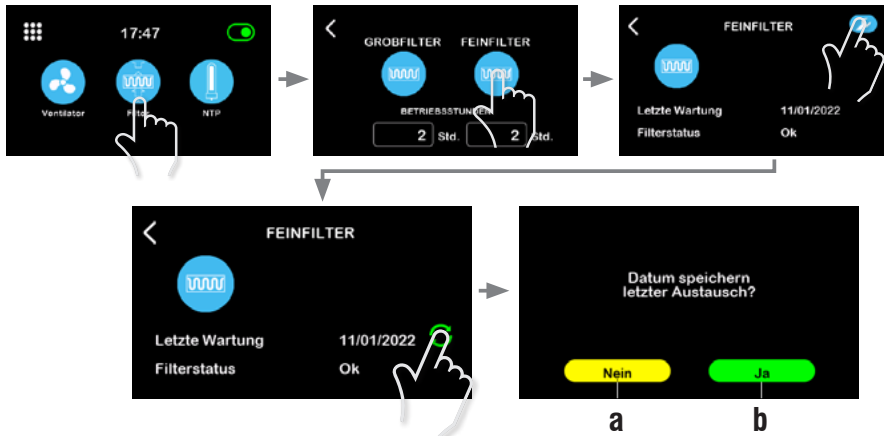 17:47
Ventilator Filter NTP
GROBFILTER FEINFILTER
BETRIEBSSTUNDEN
2 Std. 2 Std.
FEINFILTER
Letzte Wartung 11/01/2022
Filterstatus Ok
FEINFILTER
Letzte Wartung 11/01/2022
Filterstatus Ok
Datum speichern
letzter Austausch?
Nein Ja
a b